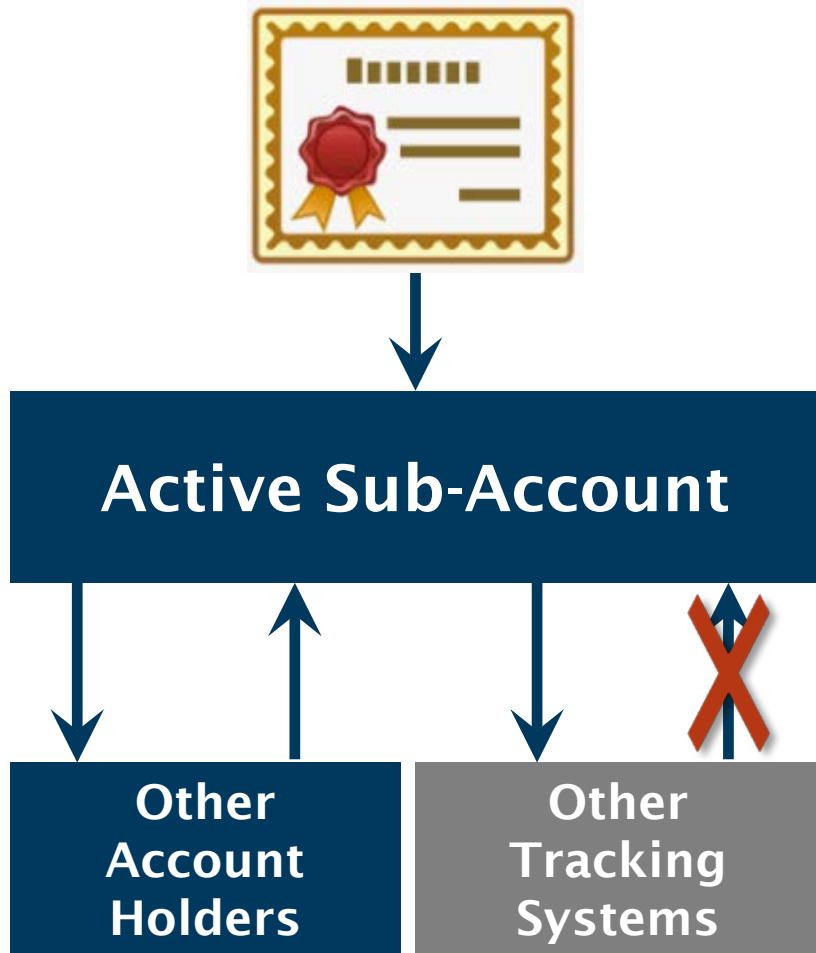 Active Sub-Account
Other
Account
Holders
Other
Tracking
Systems